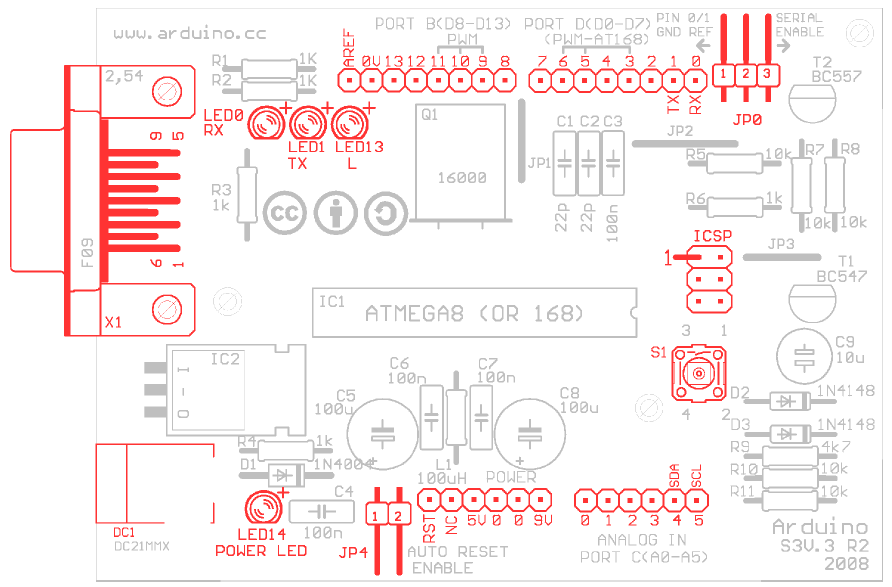 www.arduino.cc
PORT B(D8-D13)
PWM
PORT D(D0-D7)
(PWM-AT168)
PIN 0/1
GND REF
SERIAL
ENABLE
AREF 0V 13 12 11 10 9 8
7 6 5 4 3 2 1 0
TX RX
1 2 3
JP0
T2
BC557
2,54
R1 1K
R2 1K
LED0
RX
LED1
TX
LED13
L
Q1
16000
JP1
C1 C2 C3
22p 22p 100n
JP2
R5 10k
R6 1k
R7
10k
R8
10k
9 5
6 1
F09
X1
R3
1k
cc
ICSP
1
JP3
T1
BC547
IC1
ATMEGA8 (OR 168)
3 1
S1
4 2
C9
10u
IC2
I
-
O
C6
100n
C7
100n
C5
100u
C8
100u
L1
100uH
D2 1N4148
D3 1N4148
R4 1k
D1 1N4004
R9 4k7
R10 10k
R11 10k
POWER
C4
100n
LED14
POWER LED
DC1
DC21MMX
1 2
JP4
RST NC 5V 0 0 9V
AUTO RESET
ENABLE
SDA SCL
0 1 2 3 4 5
ANALOG IN
PORT C(A0-A5)
Arduino
S3V.3 R2
2008